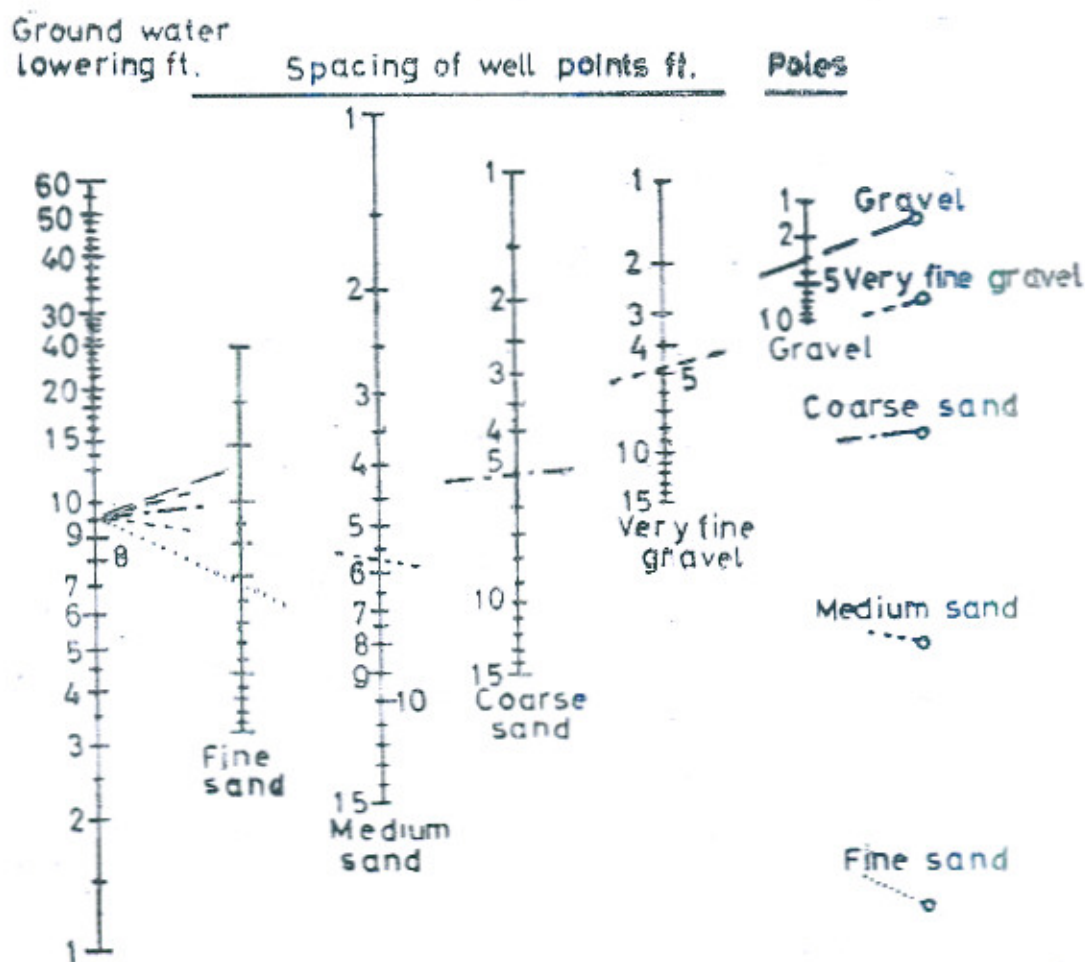 Ground water
lowering ft.
Spacing of well points ft.
Poles
60
50
40
30
40
20
15
10
9
8
7
6
5
4
3
2
1
Fine
sand
1
2
3
4
5
6
7
8
9
10
15
Medium
sand
1
2
3
4
5
10
15
Coarse
sand
1
2
3
4
5
10
15
Very fine
gravel
1
2
5
10
Gravel
Gravel
Very fine gravel
Coarse sand
Medium sand
Fine sand